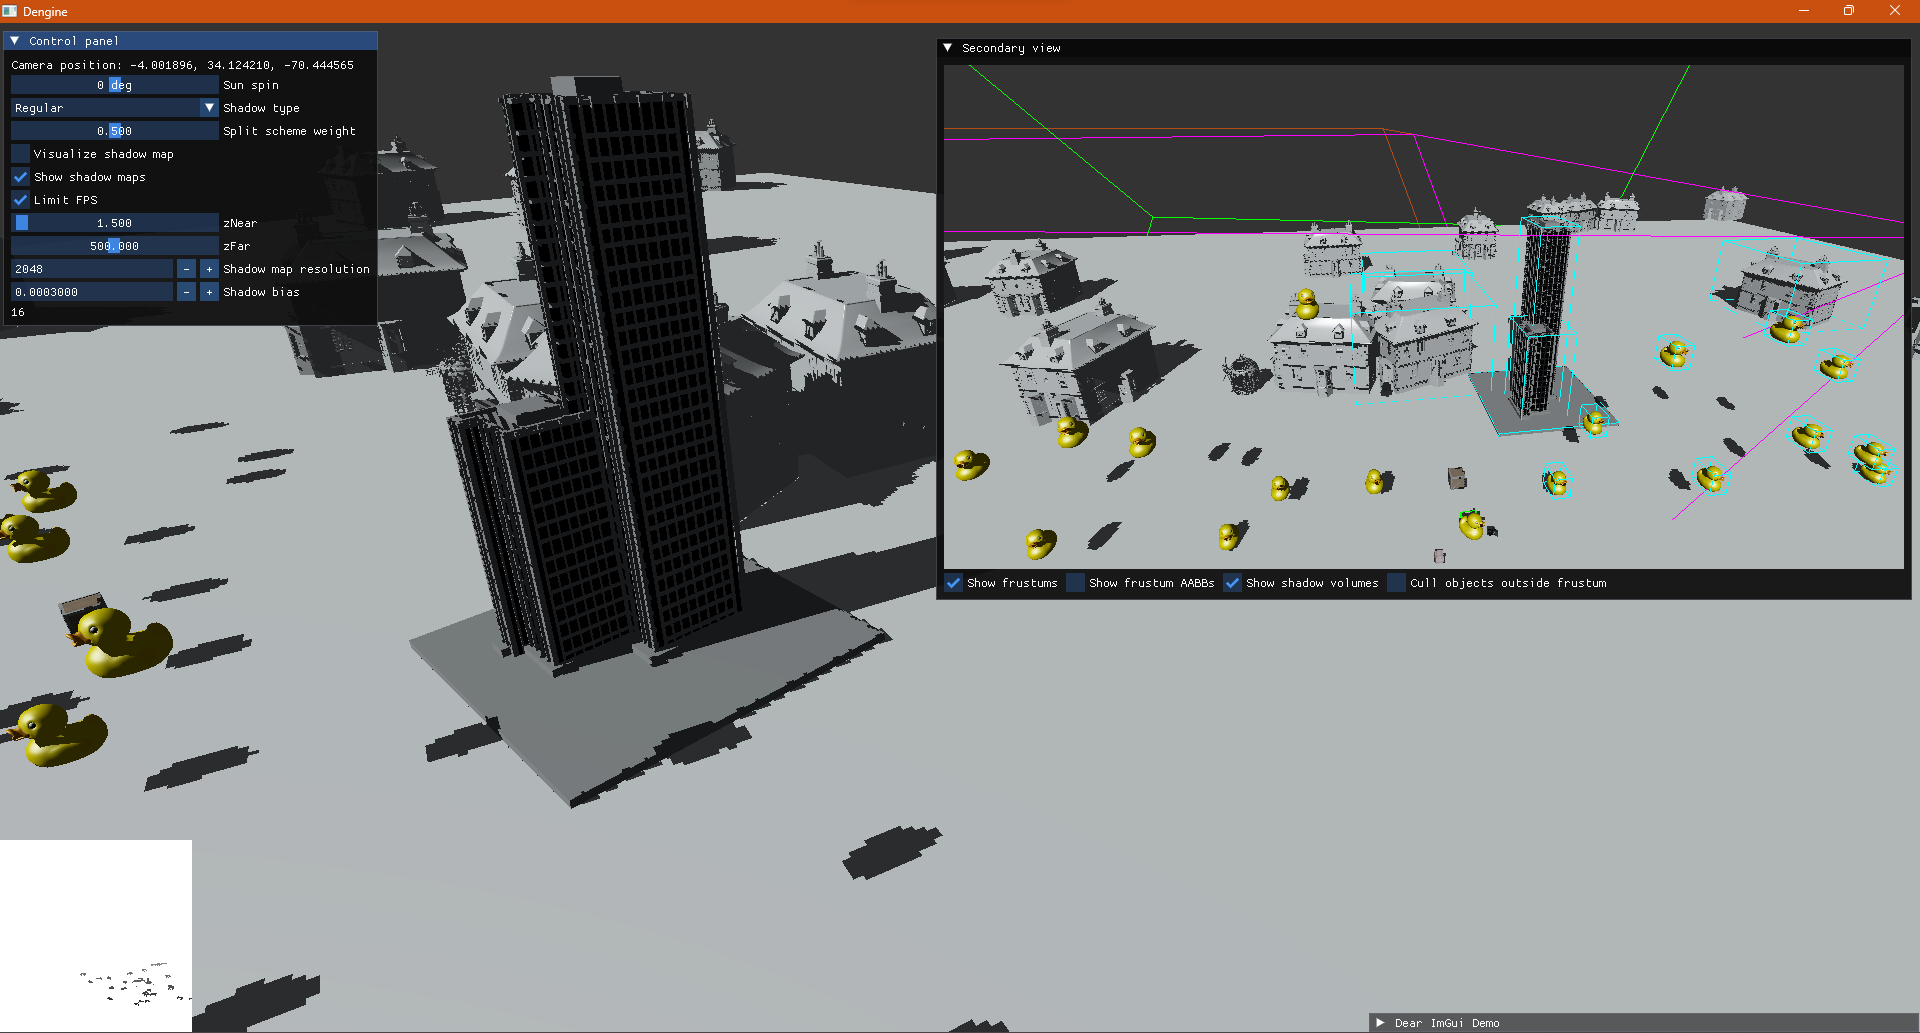 Dengine
Control panel
Camera position: -4.001896, 34.124210, -70.444565
0 deg Sun spin
Regular Shadow type
0.500 Split scheme weight
Visualize shadow map
Show shadow maps
Limit FPS
1.500 zNear
500.000 zFar
2048 - + Shadow map resolution
0.0003000 - + Shadow bias
16
Secondary view
Show frustums Show frustum AABBs Show shadow volumes Cull objects outside frustum
Dear ImGui Demo